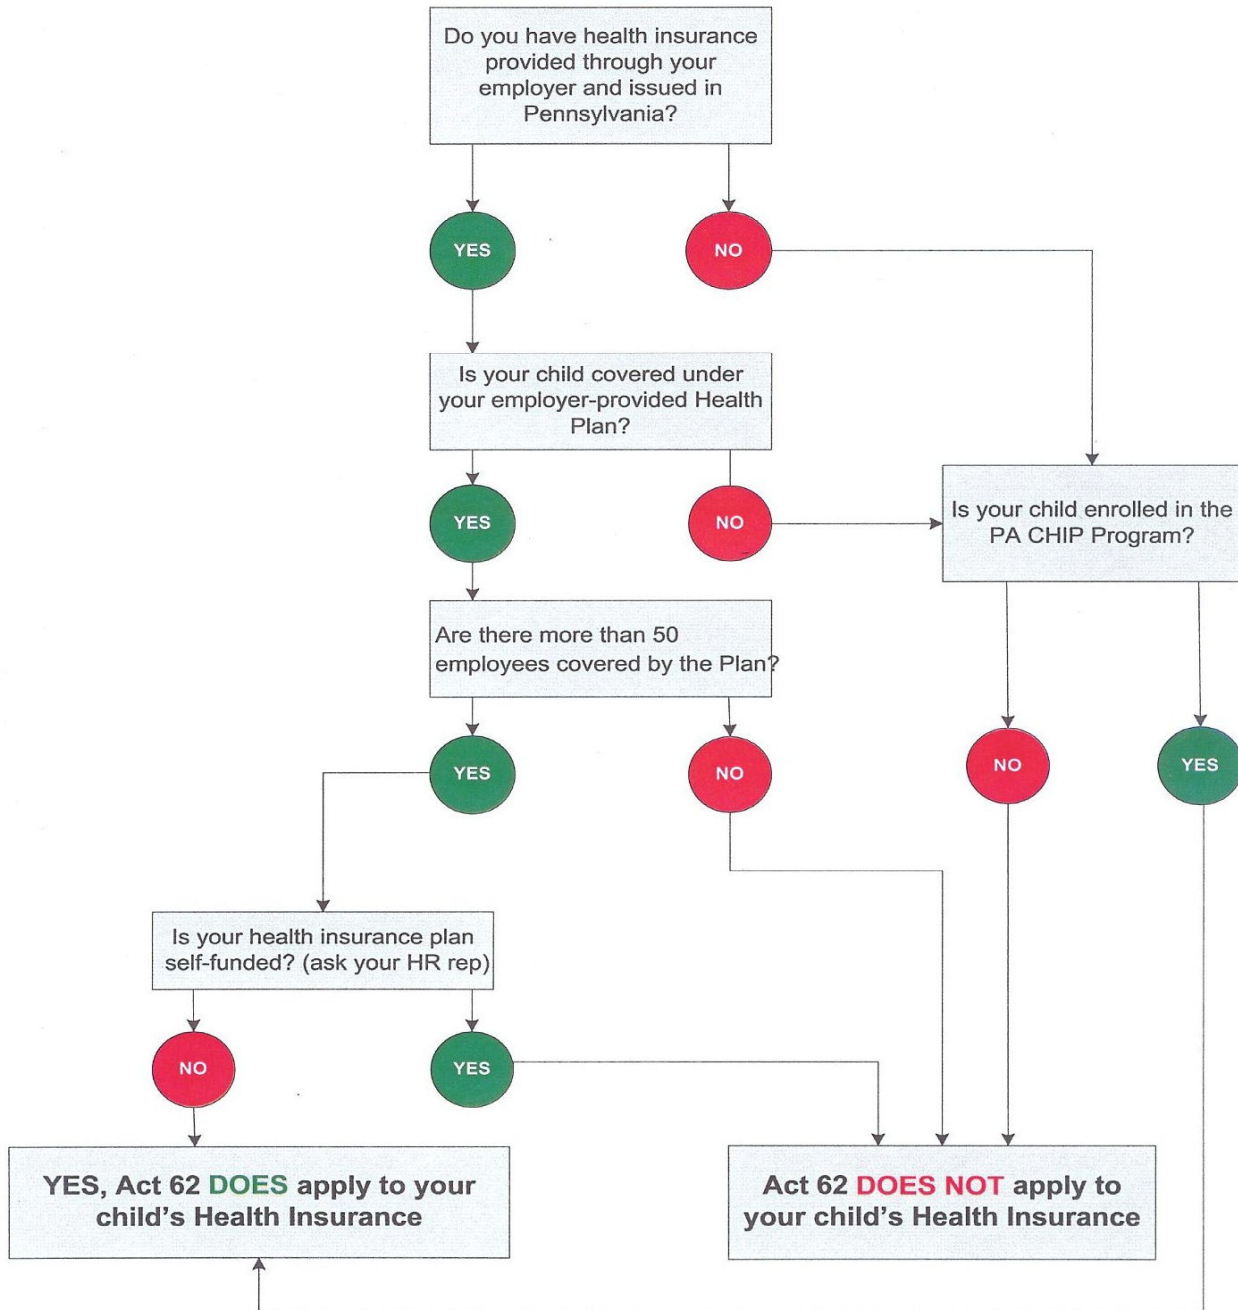 Do you have health insurance
provided through your
employer and issued in
Pennsylvania?
YES
NO
Is your child covered under
your employer-provided Health
Plan?
YES
NO
Is your child enrolled in the
PA CHIP Program?
Are there more than 50
employees covered by the Plan?
YES
NO
NO
YES
Is your health insurance plan
self-funded? (ask your HR rep)
NO
YES
YES, Act 62 DOES apply to your
child's Health Insurance
Act 62 DOES NOT apply to
your child's Health Insurance